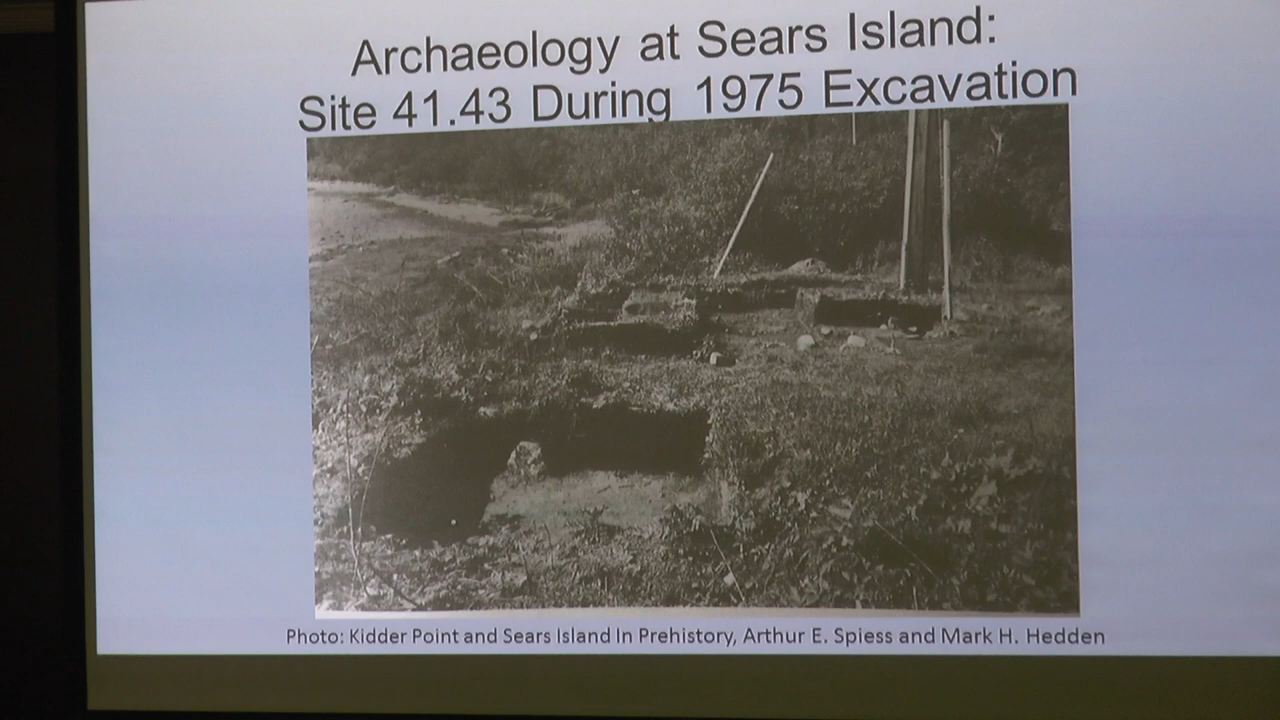 Archaeology at Sears Island:
Site 41.43 During 1975 Excavation
Photo: Kidder Point and Sears Island In Prehistory, Arthur E. Spiess and Mark H. Hedden